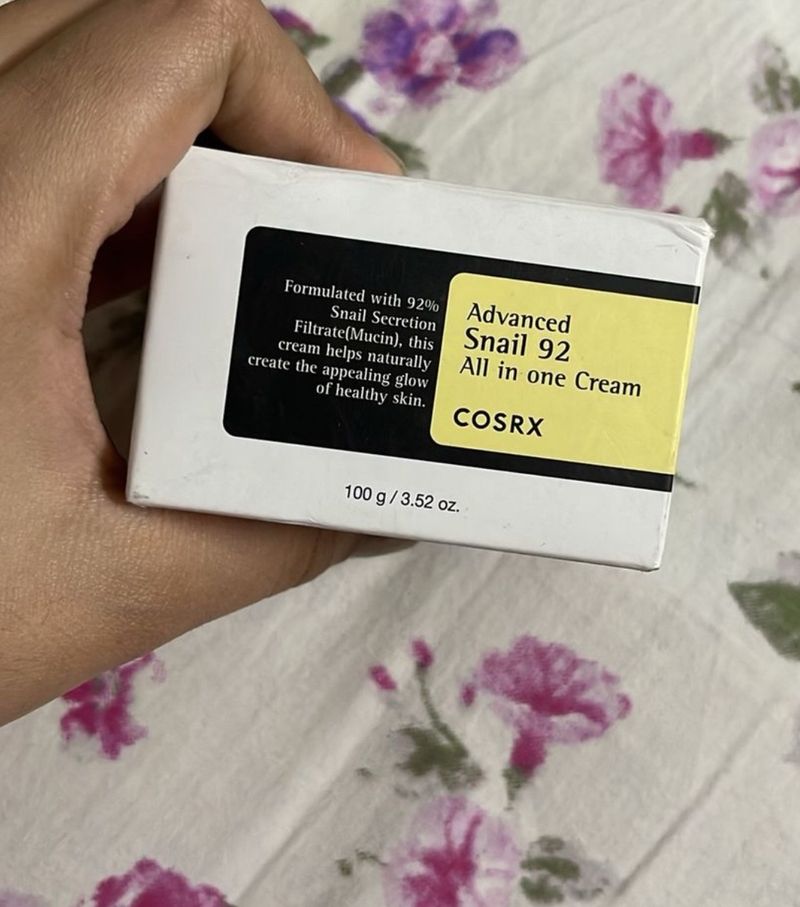 Formulated with 92%
Snail Secretion
Filtrate(Mucin), this
cream helps naturally
create the appealing glow
of healthy skin.
Advanced
Snail 92
All in one Cream
COSRX
100 g / 3.52 oz.